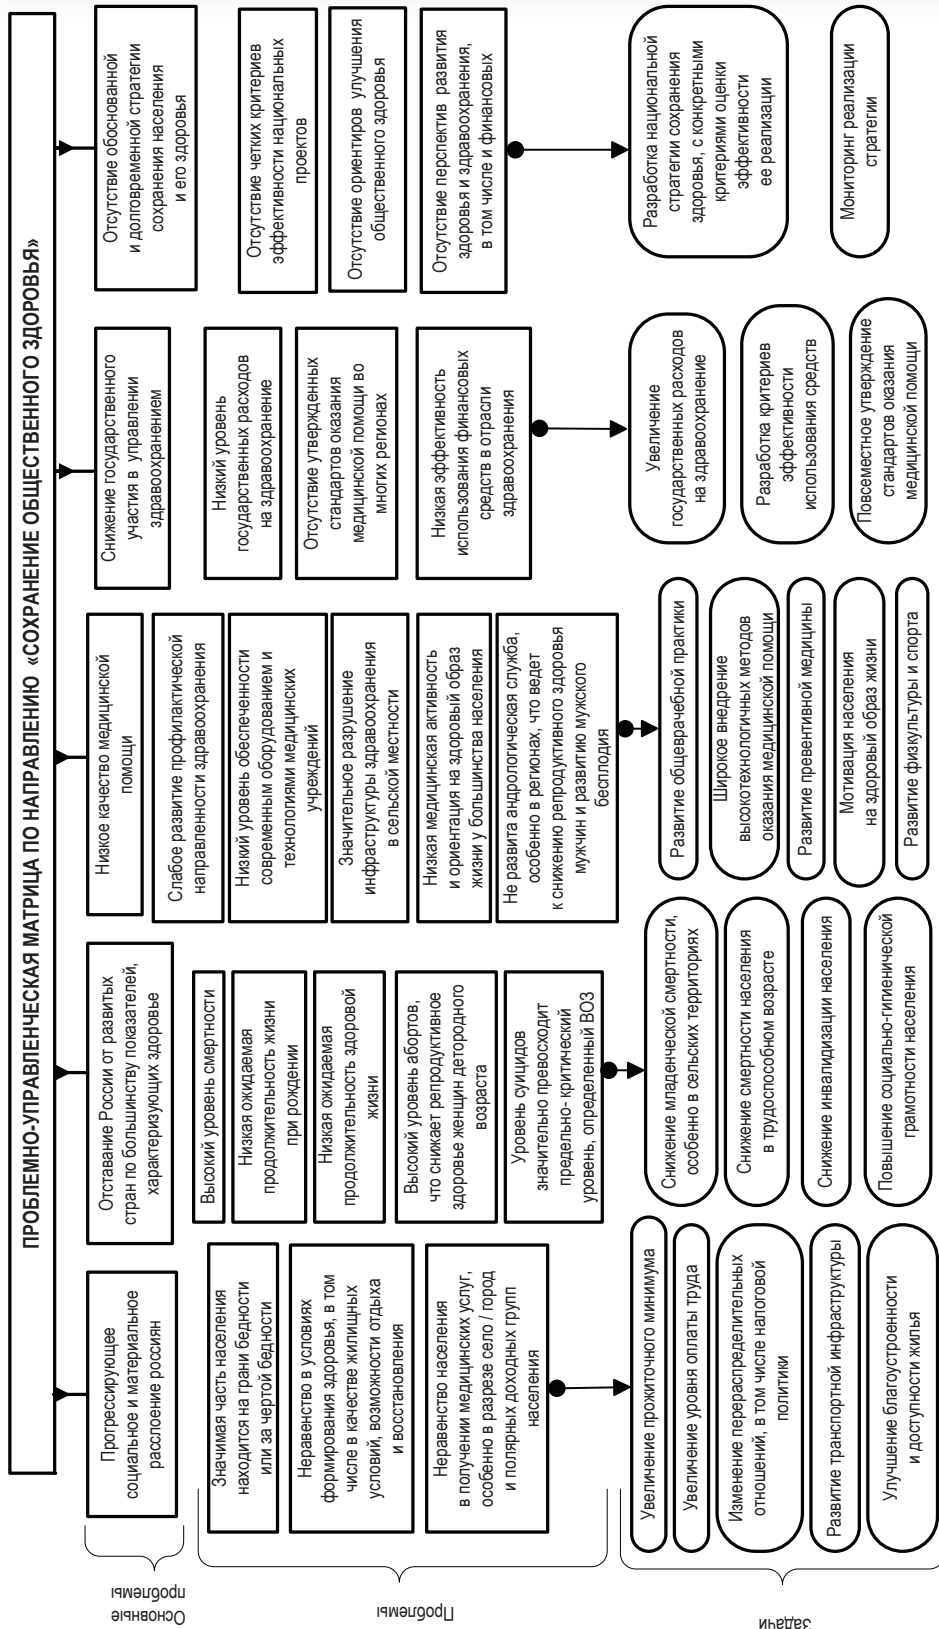 ПРОБЛЕМНО-УПРАВЛЕНЧЕСКАЯ МАТРИЦА ПО НАПРАВЛЕНИЮ «СОХРАНЕНИЕ ОБЩЕСТВЕННОГО ЗДОРОВЬЯ»
Основные
проблемы
Прогрессирующее
социальное и материальное
расслоение россиян
Отставание России от развитых
стран по большинству показателей,
характеризующих здоровье
Низкое качество медицинской
помощи
Снижение государственного
участия в управлении
здравоохранением
Отсутствие обоснованной
и долговременной стратегии
сохранения населения
и его здоровья
Проблемы
Значимая часть населения
находится на грани бедности
или за чертой бедности
Неравенство в условиях
формирования здоровья, в том
числе в качестве жилищных
условий, возможности отдыха
и восстановления
Неравенство населения
в получении медицинских услуг,
особенно в разрезе село / город
и полярных доходных групп
населения
Высокий уровень смертности
Низкая ожидаемая
продолжительность жизни
при рождении
Низкая ожидаемая
продолжительность здоровой
жизни
Высокий уровень абортов,
что снижает репродуктивное
здоровье женщин детородного
возраста
Уровень суицидов
значительно превосходит
предельно- критический
уровень, определенный ВОЗ
Слабое развитие профилактической
направленности здравоохранения
Низкий уровень обеспеченности
современным оборудованием и
технологиями медицинских
учреждений
Значительное разрушение
инфраструктуры здравоохранения
в сельской местности
Низкая медицинская активность
и ориентация на здоровый образ
жизни у большинства населения
Не развита андрологическая служба,
особенно в регионах, что ведет
к снижению репродуктивного здоровья
мужчин и развитию мужского
бесплодия
Низкий уровень
государственных расходов
на здравоохранение
Отсутствие утвержденных
стандартов оказания
медицинской помощи во
многих регионах
Низкая эффективность
использования финансовых
средств в отрасли
здравоохранения
Отсутствие четких критериев
эффективности национальных
проектов
Отсутствие ориентиров улучшения
общественного здоровья
Отсутствие перспектив развития
здоровья и здравоохранения,
в том числе и финансовых
задачи
Увеличение прожиточного минимума
Увеличение уровня оплаты труда
Изменение перераспределительных
отношений, в том числе налоговой
политики
Развитие транспортной инфраструктуры
Улучшение благоустроенности
и доступности жилья
Снижение младенческой смертности,
особенно в сельских территориях
Снижение смертности населения
в трудоспособном возрасте
Снижение инвалидизации населения
Повышение социально-гигиенической
грамотности населения
Развитие общеврачебной практики
Широкое внедрение
высокотехнологичных методов
оказания медицинской помощи
Развитие превентивной медицины
Мотивация населения
на здоровый образ жизни
Развитие физкультуры и спорта
Увеличение
государственных расходов
на здравоохранение
Разработка критериев
эффективности
использования средств
Повсеместное утверждение
стандартов оказания
медицинской помощи
Разработка национальной
стратегии сохранения
здоровья, с конкретными
критериями оценки
эффективности
ее реализации
Мониторинг реализации
стратегии